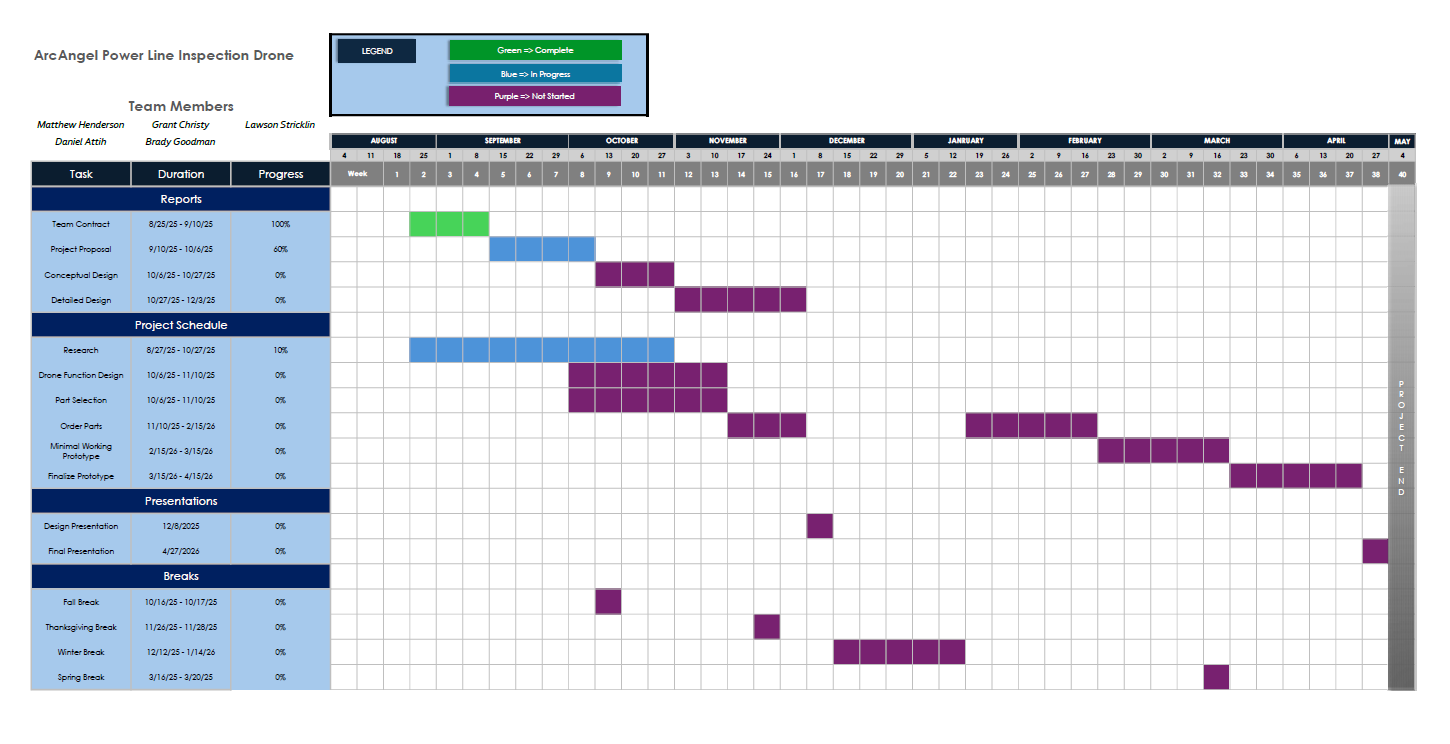 ArcAngel Power Line Inspection Drone
LEGEND
Green => Complete
Blue => In Progress
Purple => Not Started
Team Members
Matthew Henderson Grant Christy Lawson Stricklin
Daniel Attih Brady Goodman
AUGUST SEPTEMBER OCTOBER NOVEMBER DECEMBER JANRUARY FEBRUARY MARCH APRIL MAY
4 11 18 25 1 8 15 22 29 6 13 20 27 3 10 17 24 1 8 15 22 29 5 12 19 26 2 9 16 23 30 2 9 16 23 30 6 13 20 27 4
Task Duration Progress Week 1 2 3 4 5 6 7 8 9 10 11 12 13 14 15 16 17 18 19 20 21 22 23 24 25 26 27 28 29 30 31 32 33 34 35 36 37 38 40
Reports
Team Contract 8/25/25 - 9/10/25 100%
Project Proposal 9/10/25 - 10/6/25 60%
Conceptual Design 10/6/25 - 10/27/25 0%
Detailed Design 10/27/25 - 12/3/25 0%
Project Schedule
Research 8/27/25 - 10/27/25 10%
Drone Function Design 10/6/25 - 11/10/25 0%
Part Selection 10/6/25 - 11/10/25 0%
Order Parts 11/10/25 - 2/15/26 0%
Minimal Working
Prototype 2/15/26 - 3/15/26 0%
Finalize Prototype 3/15/26 - 4/15/26 0%
Presentations
Design Presentation 12/8/2025 0%
Final Presentation 4/27/2026 0%
Breaks
Fall Break 10/16/25 - 10/17/25 0%
Thanksgiving Break 11/26/25 - 11/28/25 0%
Winter Break 12/12/25 - 1/14/26 0%
Spring Break 3/16/25 - 3/20/25 0%
PROJECT END